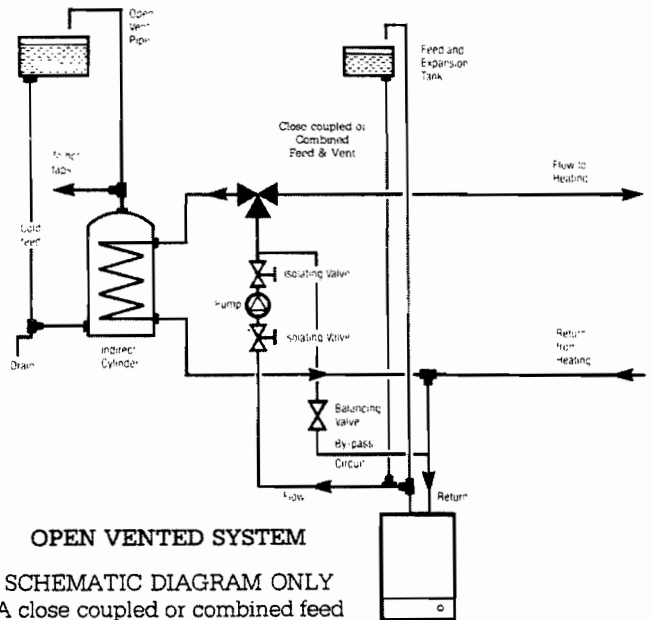 Open
Vent
Pipe
Feed and
Expansion
Tank
Close coupled or
Combined
Feed & Vent
To hot
taps
Flow to
Heating
Cold
feed
Isolating Valve
Pump
Isolating Valve
Return
from
Heating
Drain
Indirect
Cylinder
Balancing
Valve
By-pass
Circuit
Flow
Return
OPEN VENTED SYSTEM
SCHEMATIC DIAGRAM ONLY
A close coupled or combined feed